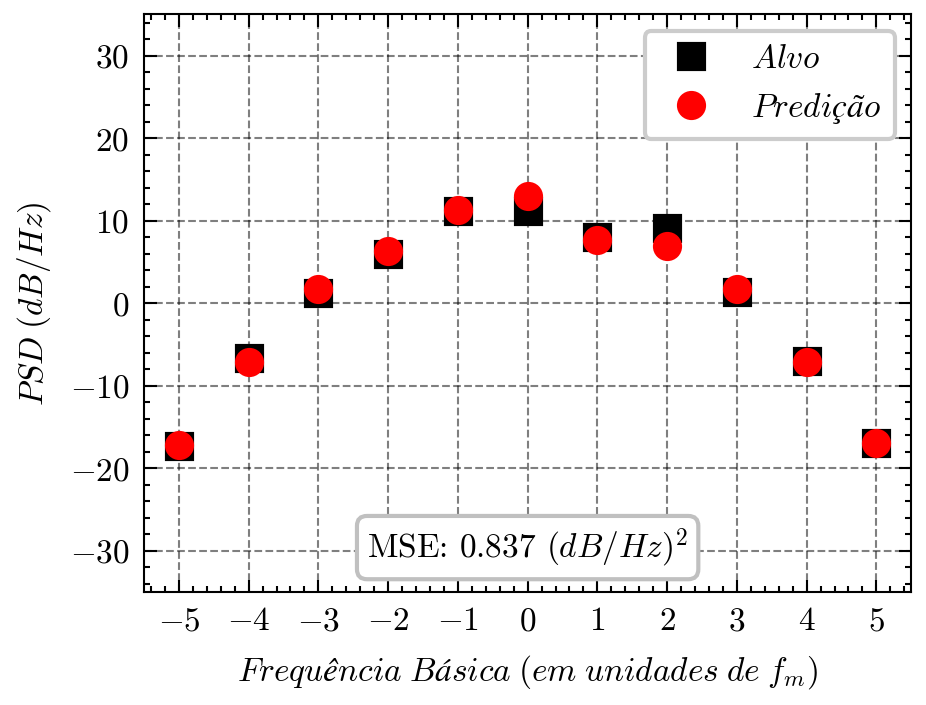 30
20
10
0
−10
−20
−30
PSD (dB/Hz)
Alvo
Predição
MSE: 0.837 (dB/Hz)²
−5 −4 −3 −2 −1 0 1 2 3 4 5
Frequência Básica (em unidades de fₘ)